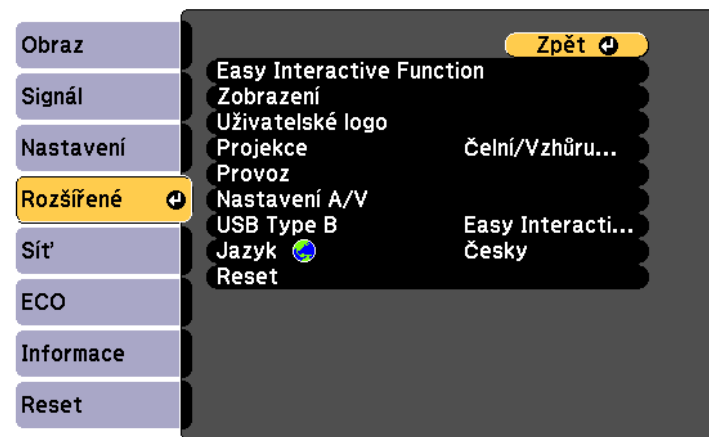 Obraz
Signál
Nastavení
Rozšířené
Síť
ECO
Informace
Reset
Zpět
Easy Interactive Function
Zobrazení
Uživatelské logo
Projekce Čelní/Vzhůru...
Provoz
Nastavení A/V
USB Type B Easy Interacti...
Jazyk Česky
Reset